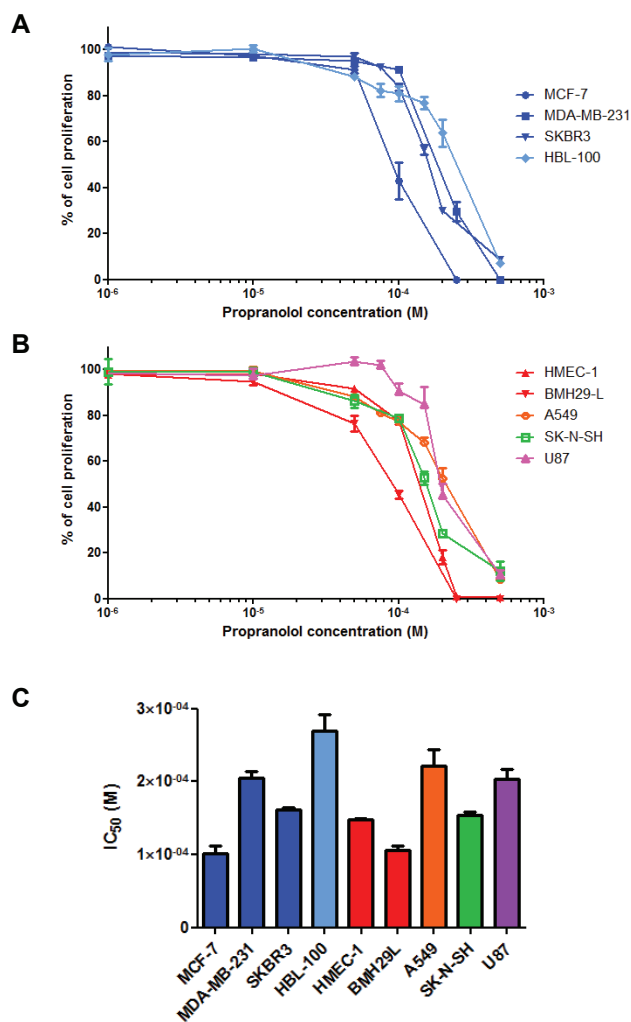 A
% of cell proliferation
100
80
60
40
20
0
10⁻⁶ 10⁻⁵ 10⁻⁴ 10⁻³
Propranolol concentration (M)
MCF-7
MDA-MB-231
SKBR3
HBL-100
B
% of cell proliferation
100
80
60
40
20
0
10⁻⁶ 10⁻⁵ 10⁻⁴ 10⁻³
Propranolol concentration (M)
HMEC-1
BMH29-L
A549
SK-N-SH
U87
C
IC₅₀ (M)
3×10⁻⁰⁴
2×10⁻⁰⁴
1×10⁻⁰⁴
0
MCF-7
MDA-MB-231
SKBR3
HBL-100
HMEC-1
BMH29L
A549
SK-N-SH
U87